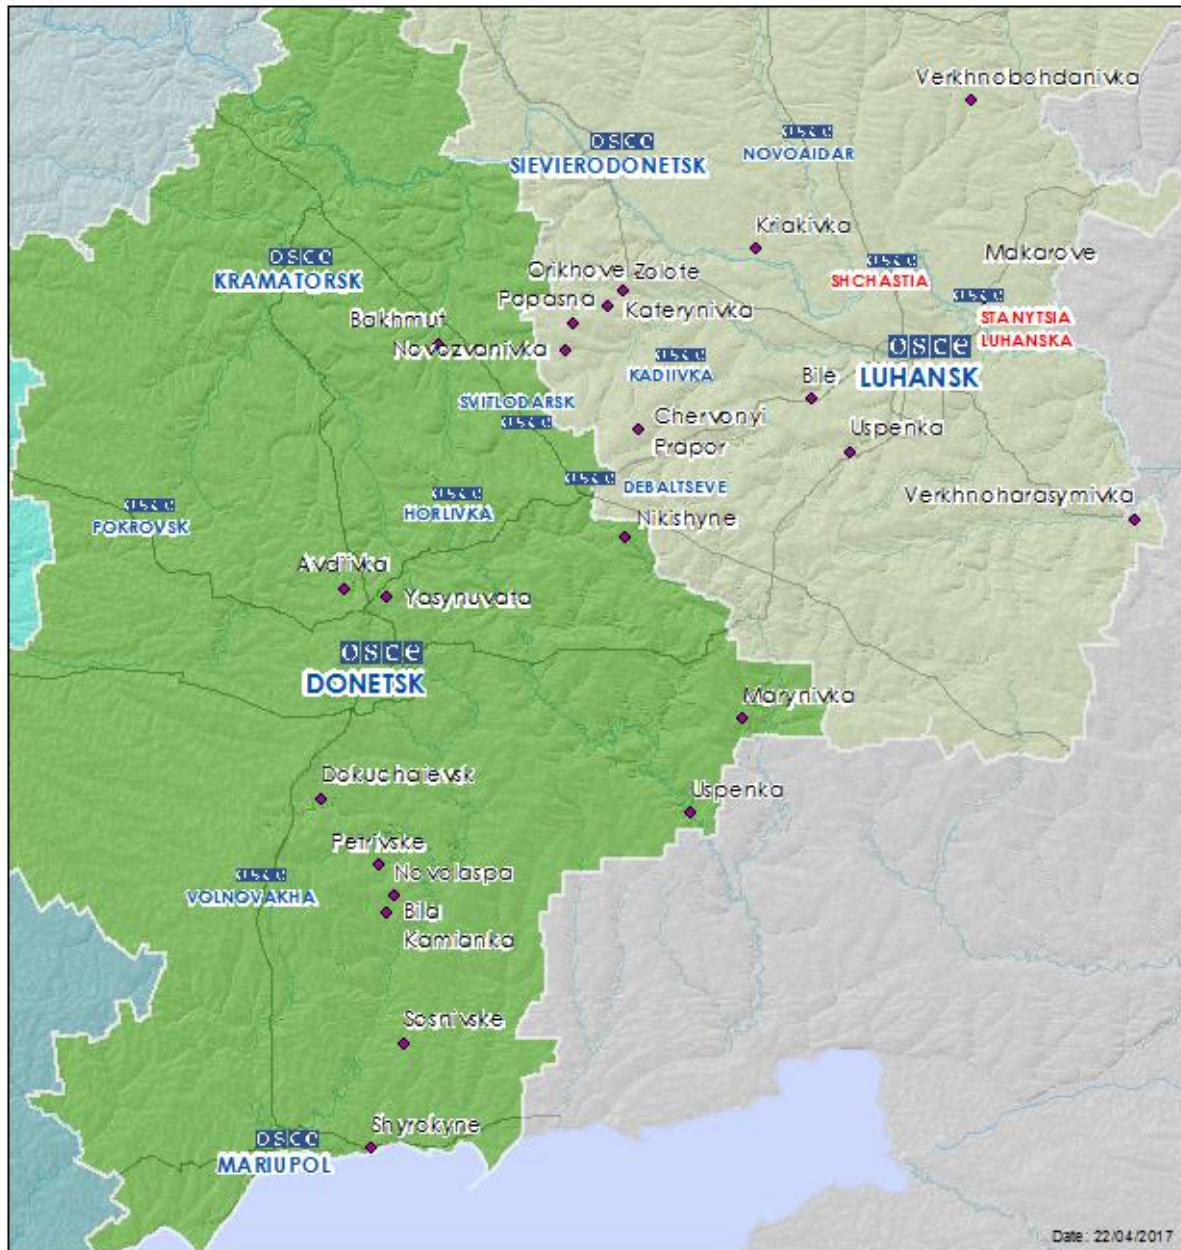 Verkhnobohdanivka
OSCE
NOVOAIDAR
OSCE
SIEVIERODONETSK
Kriakivka
Makarove
OSCE
SHCHASTIA
OSCE
KRAMATORSK
Orikhove
Zolote
Popasna
Katerynivka
OSCE
STANYTSIA
LUHANSKA
Bakhmut
Novozvanivka
OSCE
KADIIVKA
OSCE
LUHANSK
Bile
SVITLODARSK
OSCE
Chervonyi
Prapor
Uspenka
OSCE
DEBALTSEVE
OSCE
HORLIVKA
OSCE
POKROVSK
Verkhnoharasymivka
Nikishyne
Avdiivka
Yasynuvata
OSCE
DONETSK
Marynivka
Dokuchaievsk
Uspenka
Petrivske
Novolaspa
OSCE
VOLNOVAKHA
Bila
Kamianka
Sosnivske
Shyrokyne
OSCE
MARIUPOL
Date: 22/04/2017